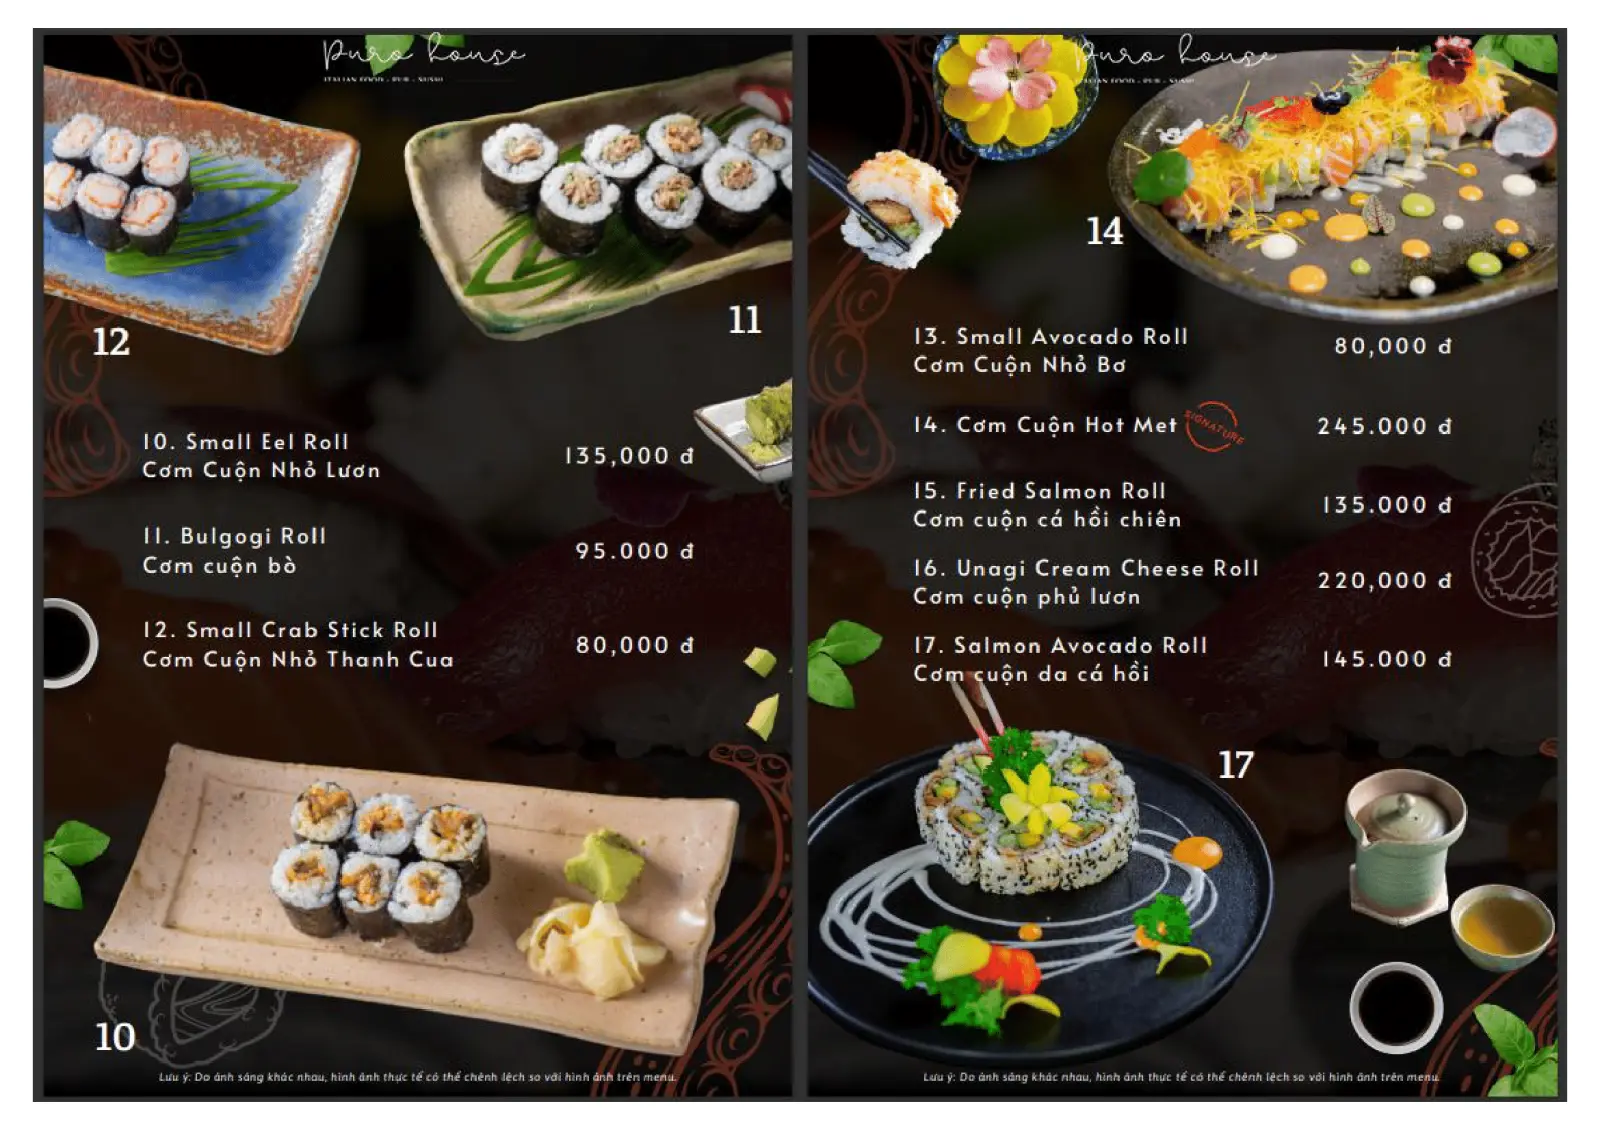 Puro house
ITALIAN FOOD - PUB - SUSHI
12
11
10. Small Eel Roll
Cơm Cuộn Nhỏ Lươn
135,000 đ
11. Bulgogi Roll
Cơm cuộn bò
95.000 đ
12. Small Crab Stick Roll
Cơm Cuộn Nhỏ Thanh Cua
80,000 đ
10
Lưu ý: Do ánh sáng khác nhau, hình ảnh thực tế có thể chênh lệch so với hình ảnh trên menu.
Puro house
ITALIAN FOOD - PUB - SUSHI
14
13. Small Avocado Roll
Cơm Cuộn Nhỏ Bơ
80,000 đ
14. Cơm Cuộn Hot Met
SIGNATURE
245.000 đ
15. Fried Salmon Roll
Cơm cuộn cá hồi chiên
135.000 đ
16. Unagi Cream Cheese Roll
Cơm cuộn phủ lươn
220,000 đ
17. Salmon Avocado Roll
Cơm cuộn da cá hồi
145.000 đ
17
Lưu ý: Do ánh sáng khác nhau, hình ảnh thực tế có thể chênh lệch so với hình ảnh trên menu.